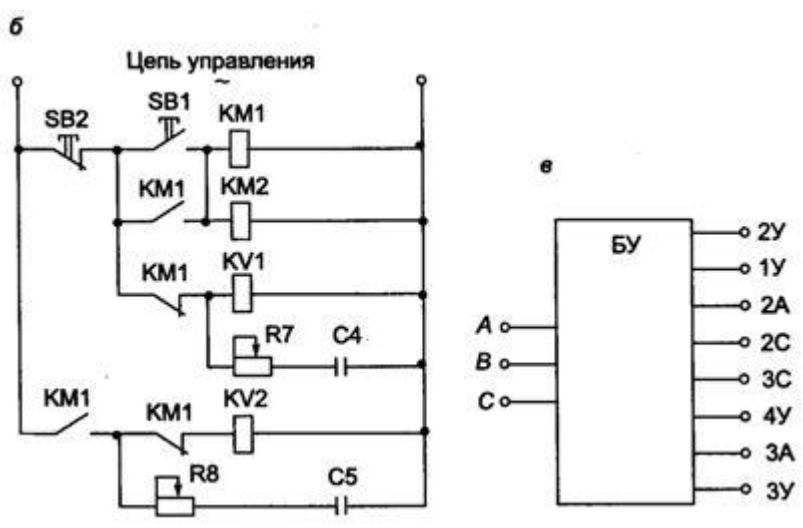 б
Цепь управления
~
SB2
SB1
KM1
KM1
KM2
KM1
KV1
R7
C4
KM1
KM1
KV2
R8
C5
в
БУ
A
B
C
2У
1У
2А
2С
3С
4У
3А
3У